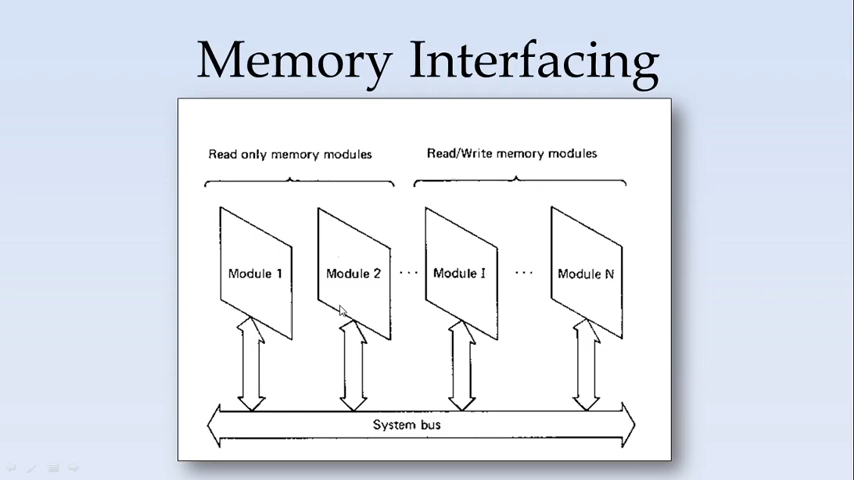 Memory Interfacing
Read only memory modules
Read/Write memory modules
Module 1
Module 2
...
Module I
...
Module N
System bus